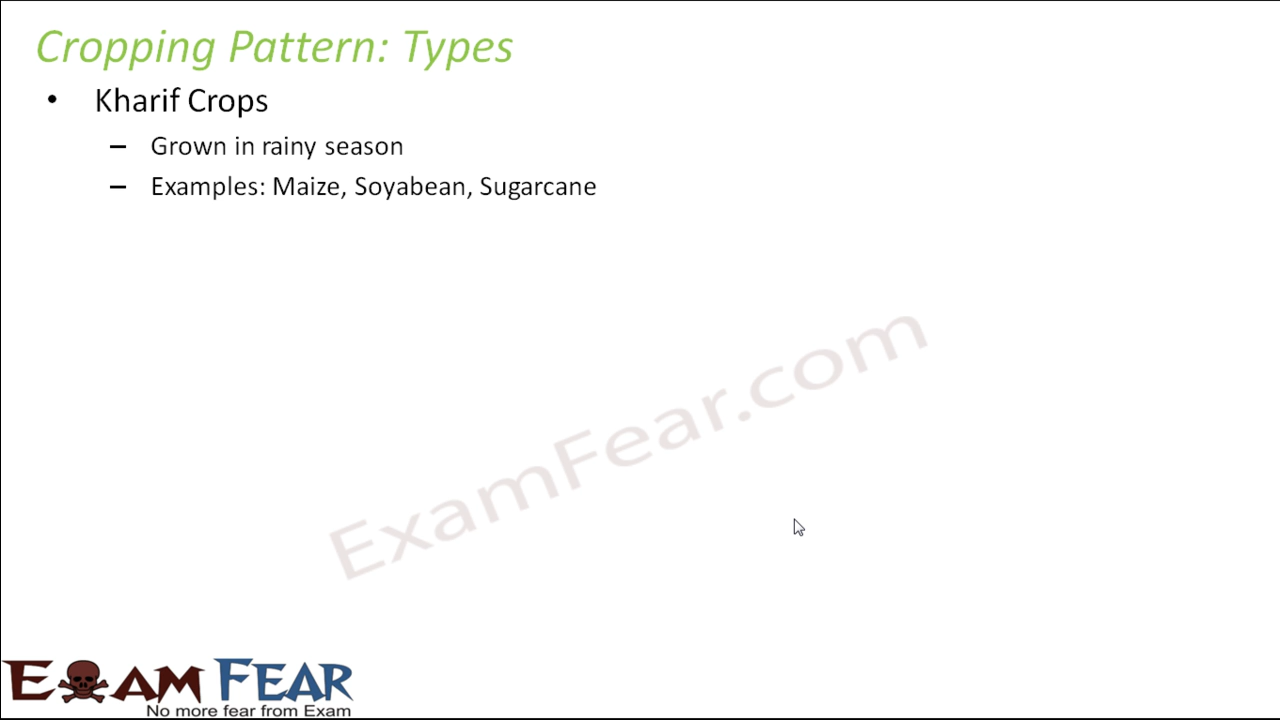 Cropping Pattern: Types
• Kharif Crops
– Grown in rainy season
– Examples: Maize, Soyabean, Sugarcane
ExamFear.com
EXAM FEAR
No more fear from Exam